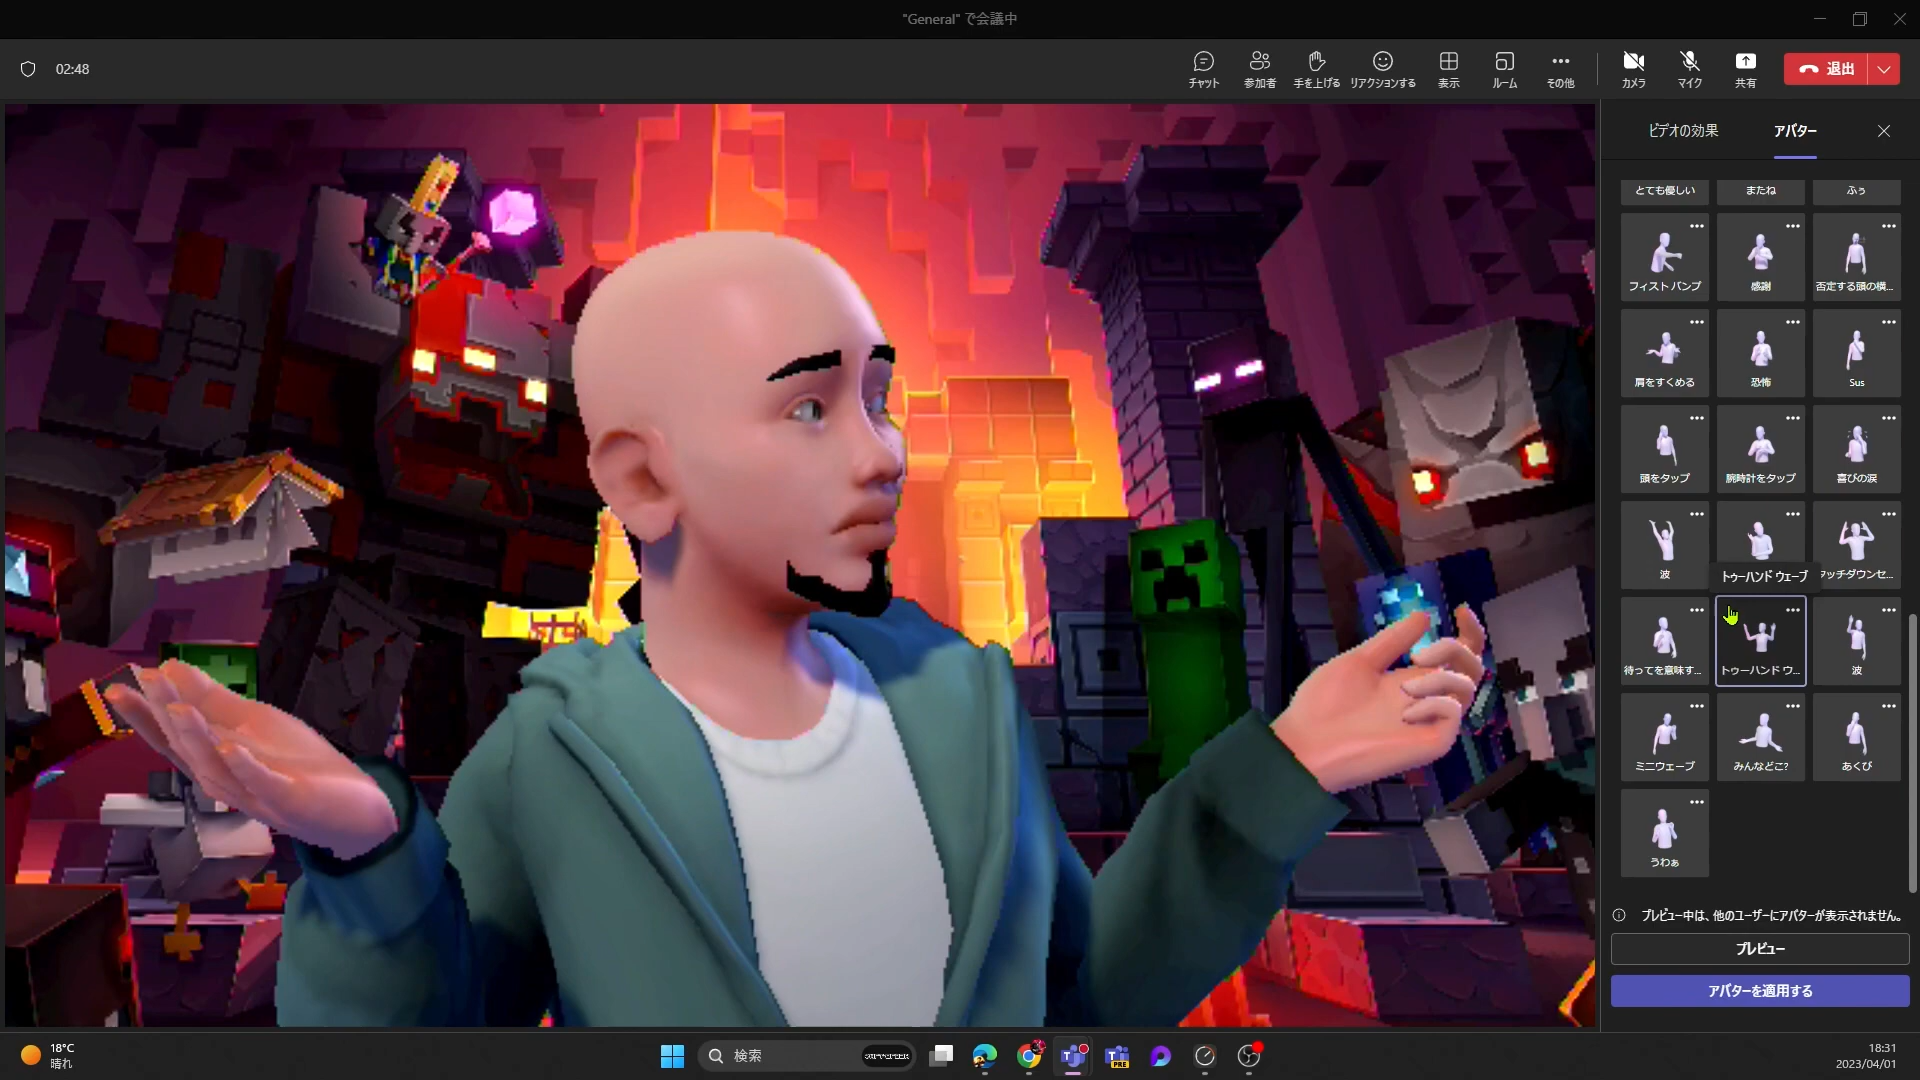 "General" で会議中
02:48
チャット
参加者
手を上げる
リアクションする
表示
ルーム
その他
カメラ
マイク
共有
退出
ビデオの効果
アバター
とても優しい
またね
ふぅ
フィスト バンプ
感謝
否定する頭の横...
肩をすくめる
恐怖
Sus
頭をタップ
腕時計をタップ
喜びの涙
波
トゥーハンド ウェーブ
タッチダウンセ...
待ってを意味す...
トゥーハンド ウ...
波
ミニウェーブ
みんなどこ?
あくび
うわぁ
プレビュー中は、他のユーザーにアバターが表示されません。
プレビュー
アバターを適用する
18°C
晴れ
検索
PRE
18:31
2023/04/01